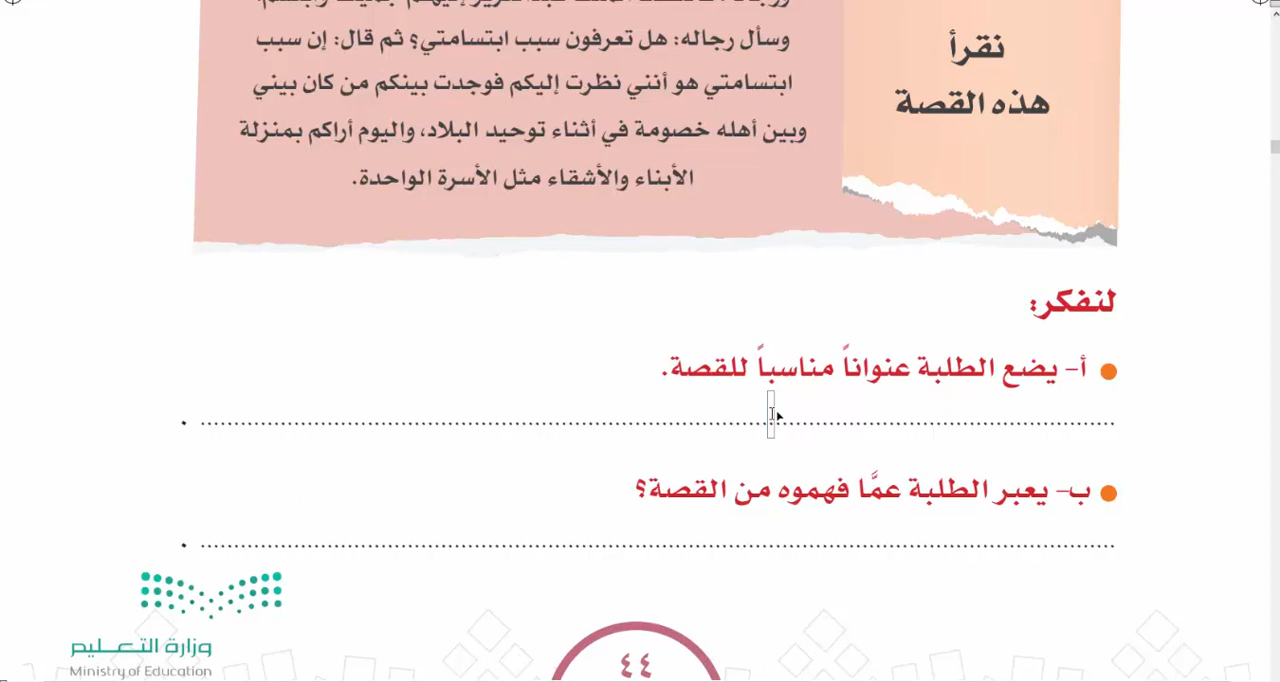 نقرأ
هذه القصة
وسأل رجاله: هل تعرفون سبب ابتسامتي؟ ثم قال: إن سبب
ابتسامتي هو أنني نظرت إليكم فوجدت بينكم من كان بيني
وبين أهله خصومة في أثناء توحيد البلاد، واليوم أراكم بمنزلة
الأبناء والأشقاء مثل الأسرة الواحدة.
لنفكر:
أ- يضع الطلبة عنواناً مناسباً للقصة.
ب- يعبر الطلبة عمَّا فهموه من القصة؟
وزارة التعليم
Ministry of Education
٤٤